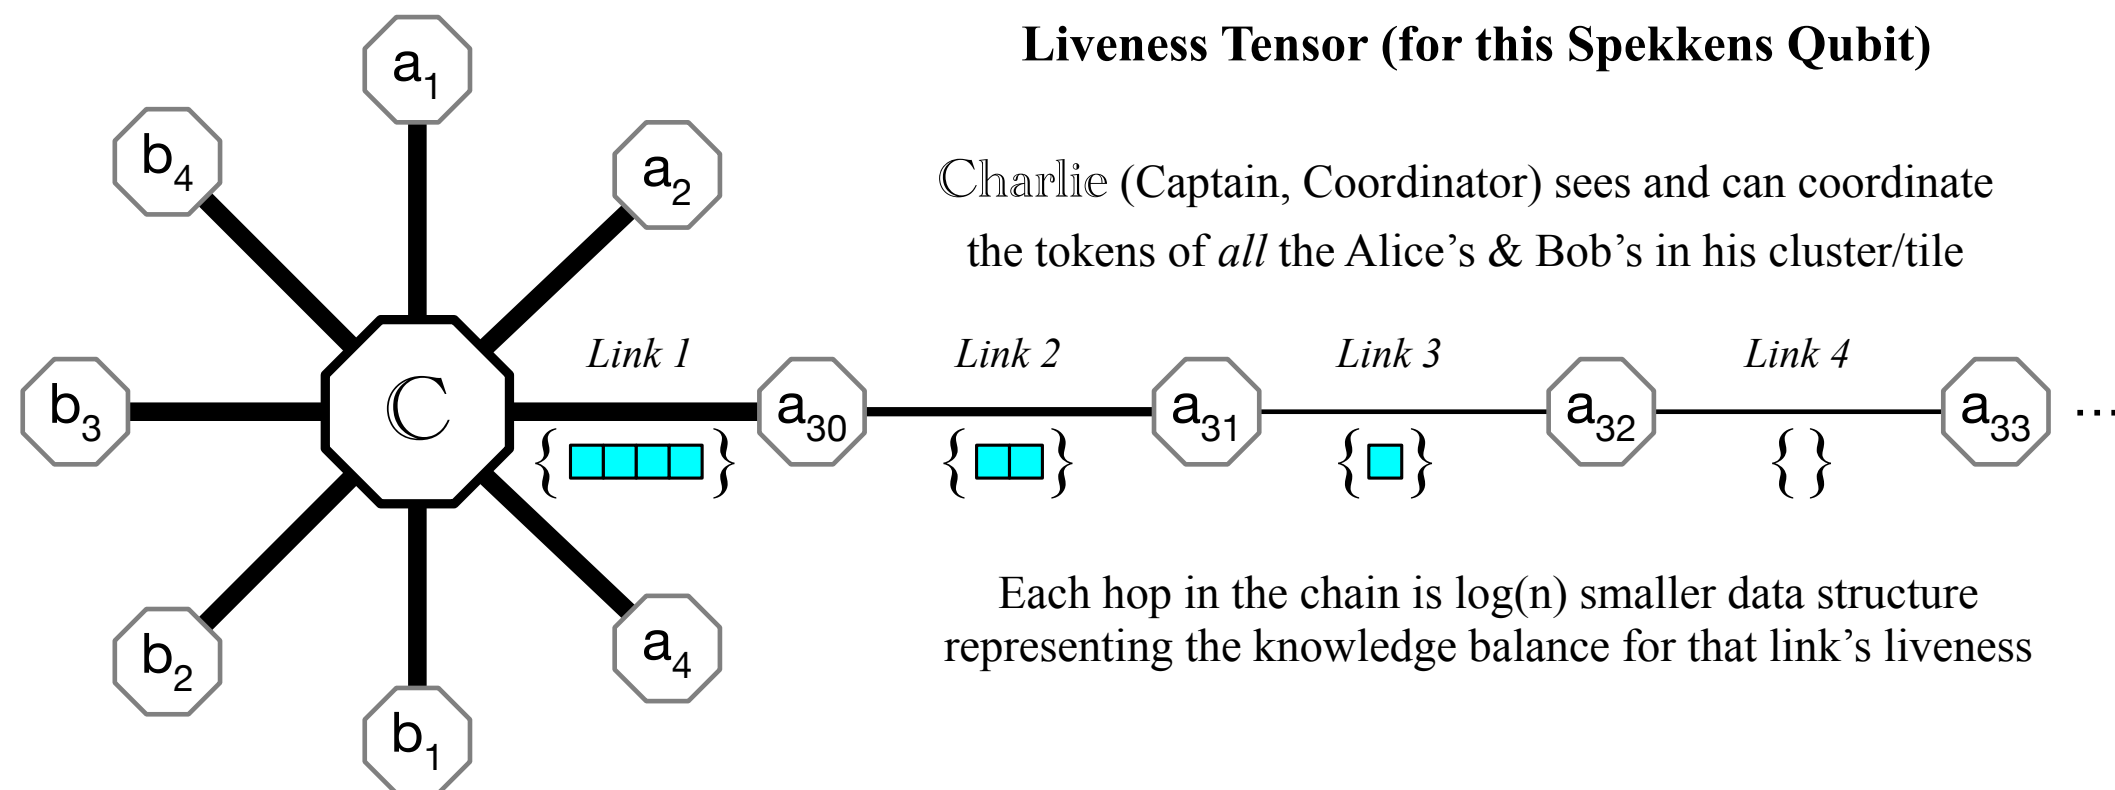 Liveness Tensor (for this Spekkens Qubit)
ℂharlie (Captain, Coordinator) sees and can coordinate
the tokens of all the Alice’s & Bob’s in his cluster/tile
a₁
b₄
a₂
Link 1
Link 2
Link 3
Link 4
b₃
ℂ
a₃₀
a₃₁
a₃₂
a₃₃
...
{ }
{ }
{ }
{ }
b₂
a₄
b₁
Each hop in the chain is log(n) smaller data structure
representing the knowledge balance for that link’s liveness